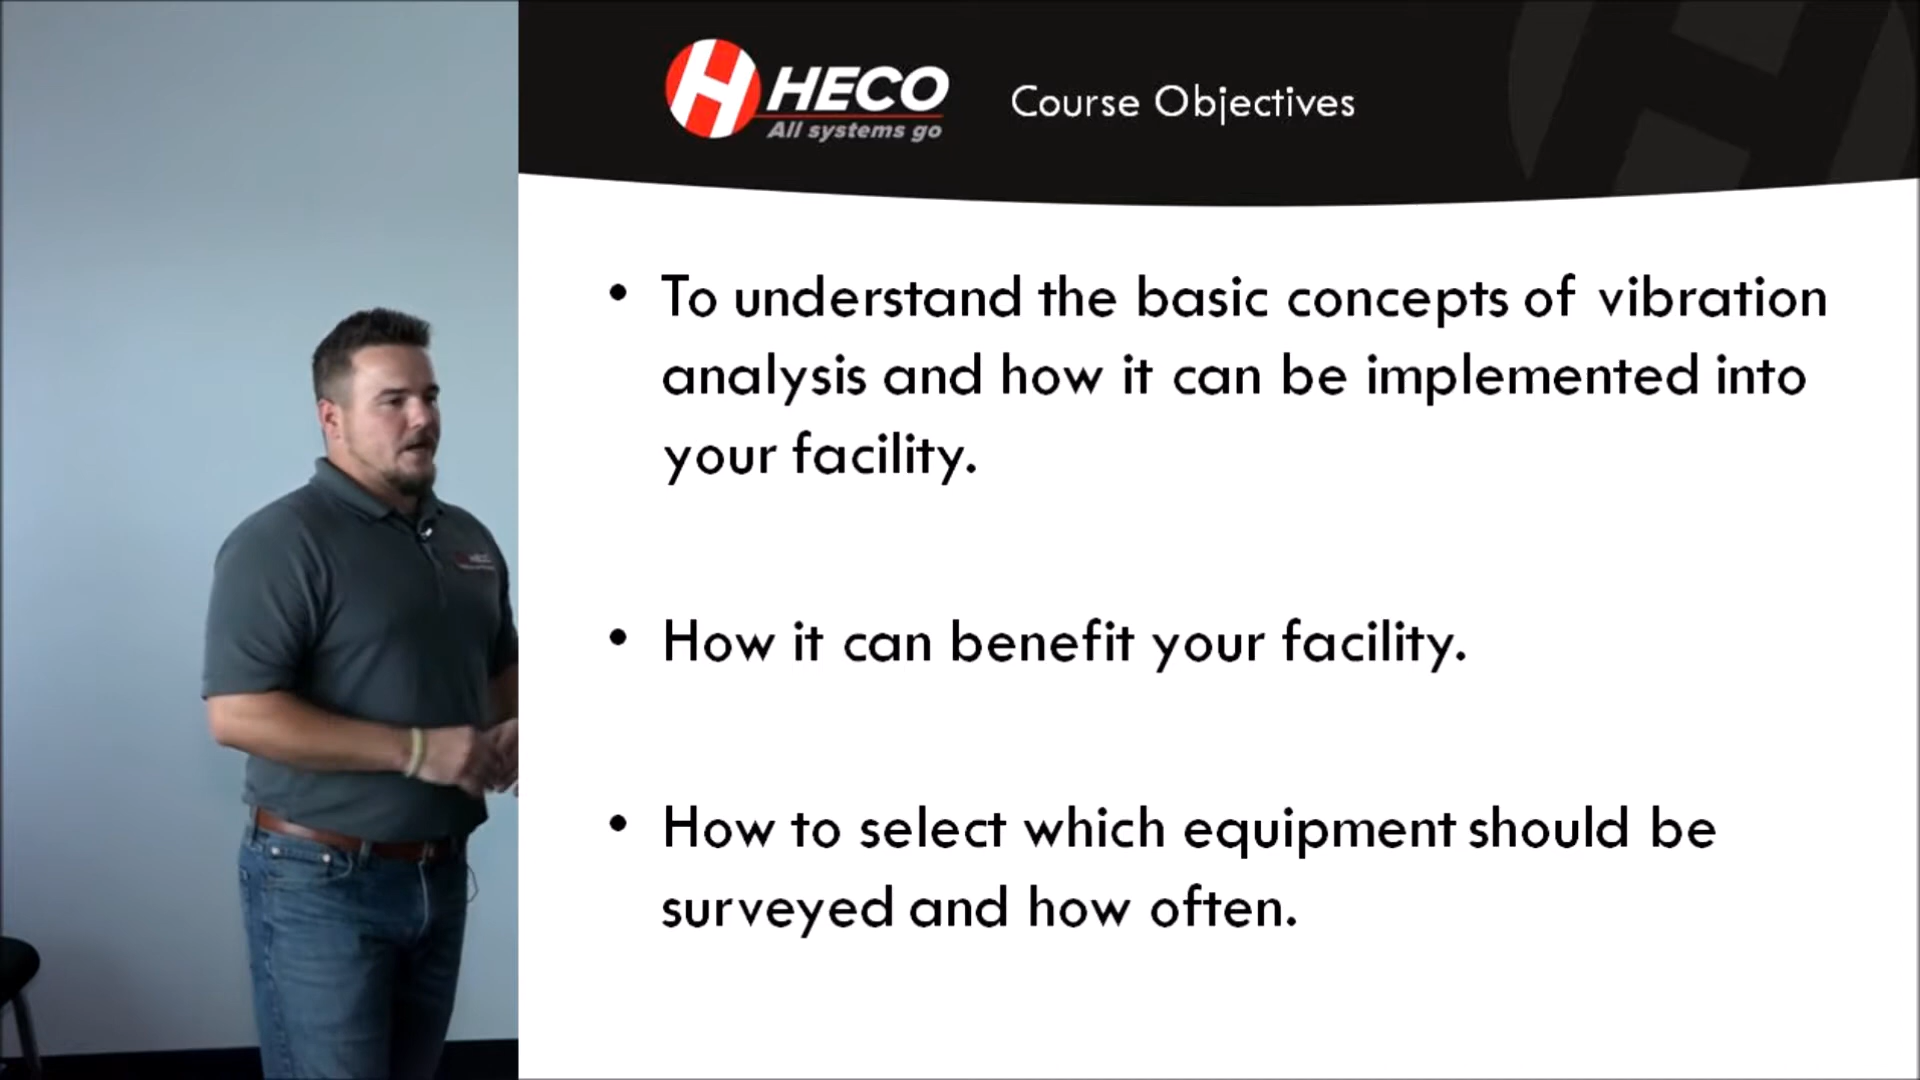 HECO
All systems go
Course Objectives
• To understand the basic concepts of vibration
analysis and how it can be implemented into
your facility.
• How it can benefit your facility.
• How to select which equipment should be
surveyed and how often.